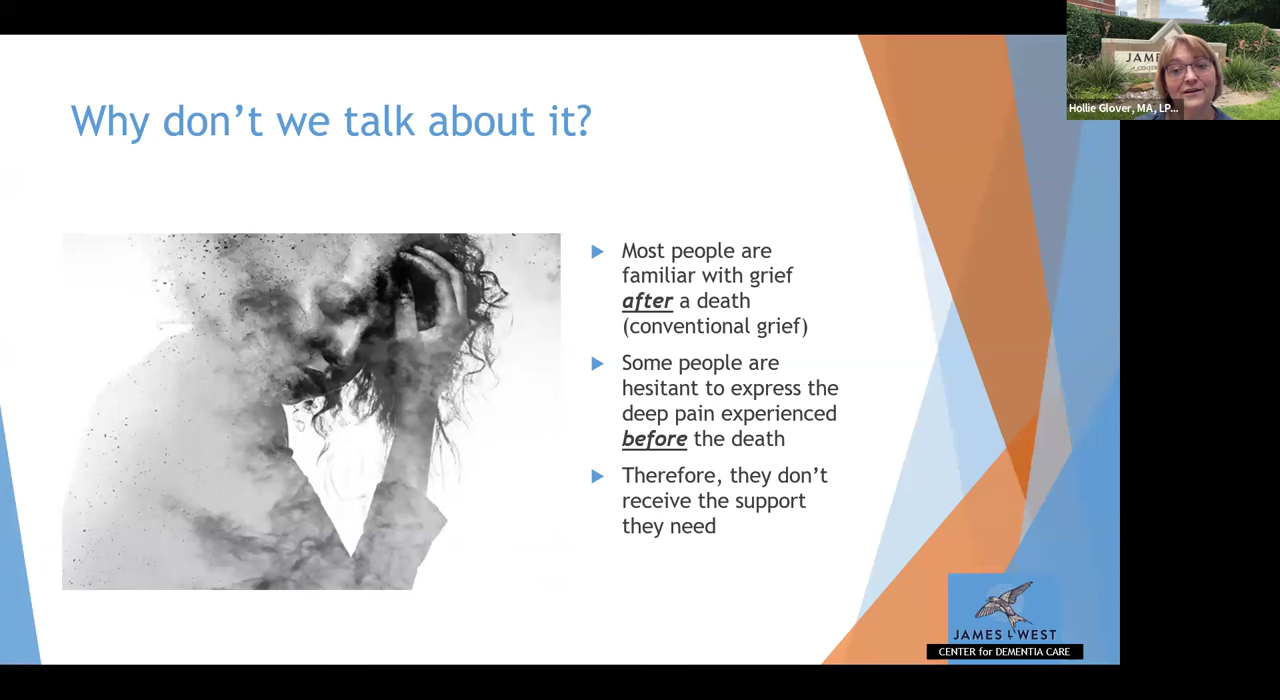 Why don't we talk about it?
Most people are
familiar with grief
after a death
(conventional grief)
Some people are
hesitant to express the
deep pain experienced
before the death
Therefore, they don't
receive the support
they need
JAME
Hollie Glover, MA, LP...
JAMES L WEST
CENTER for DEMENTIA CARE